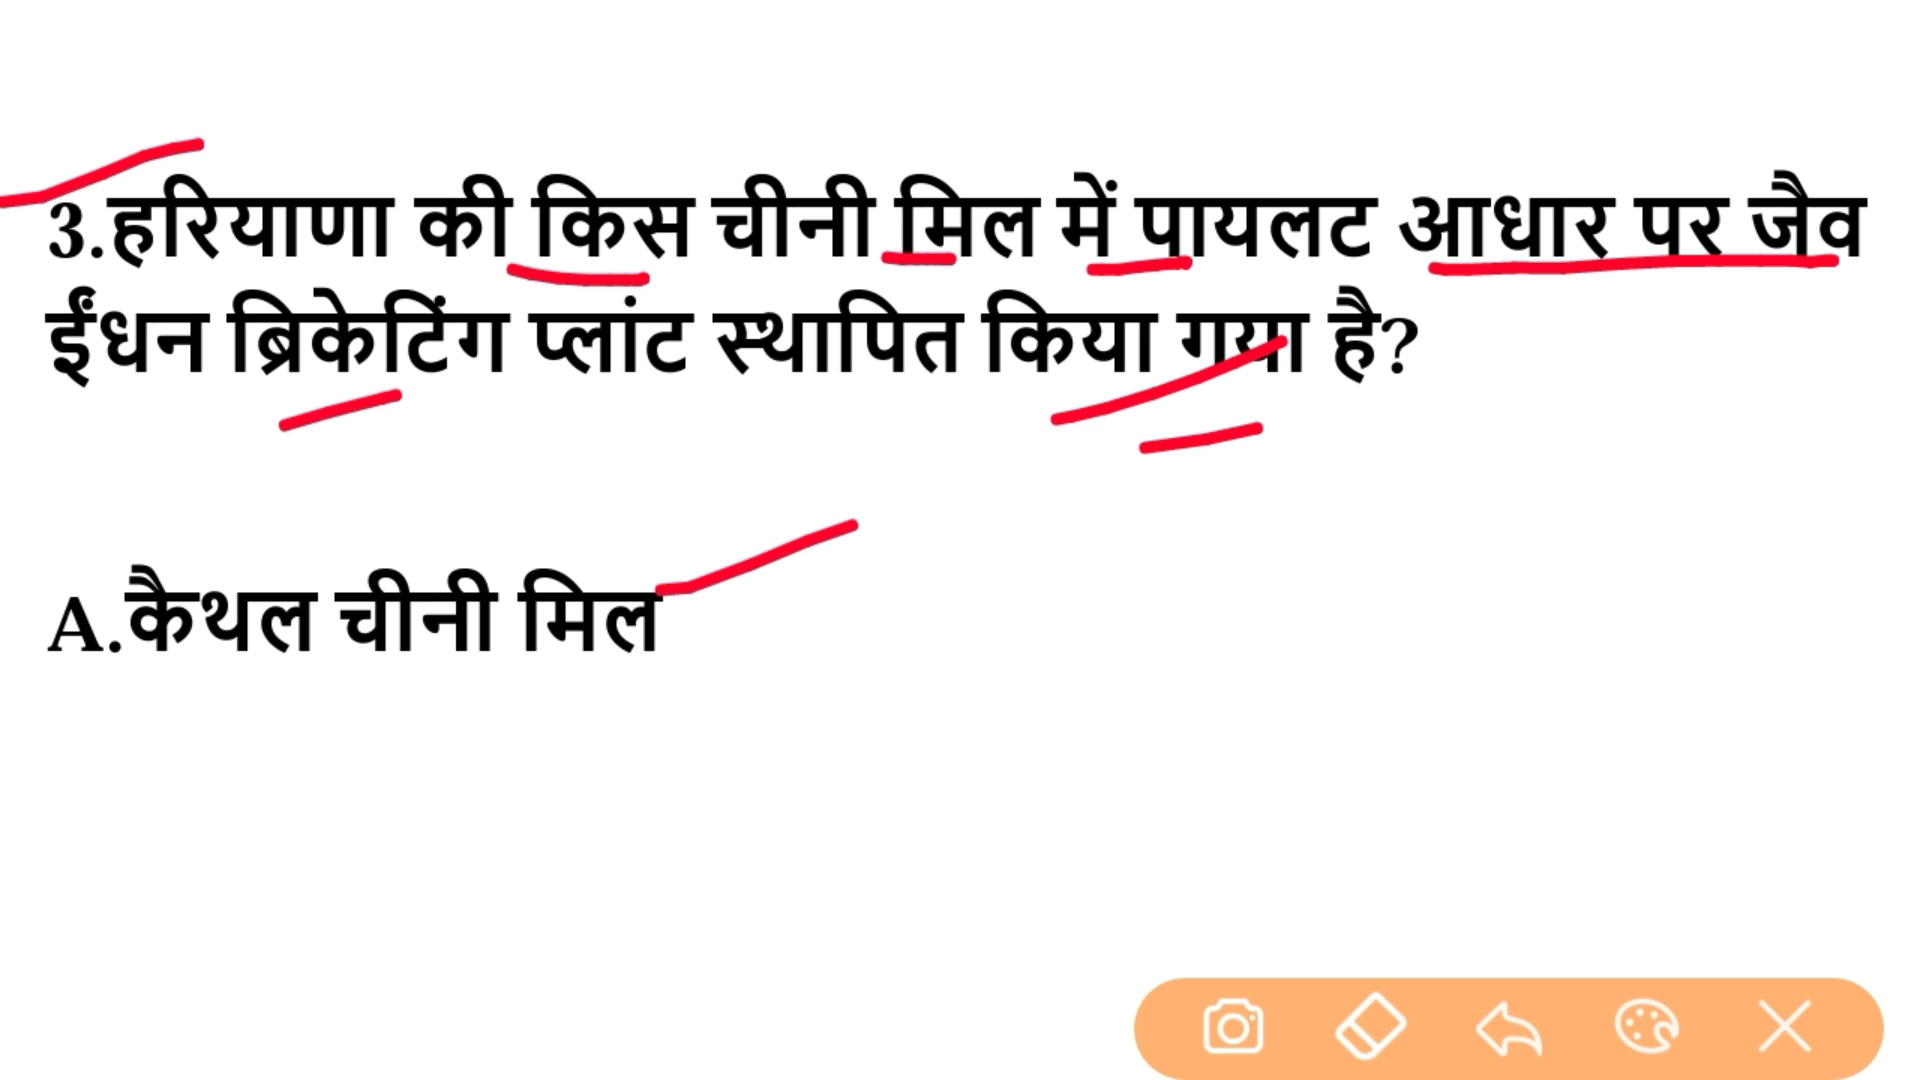 3.हरियाणा की किस चीनी मिल में पायलट आधार पर जैव
ईंधन ब्रिकेटिंग प्लांट स्थापित किया गया है?
A.कैथल चीनी मिल